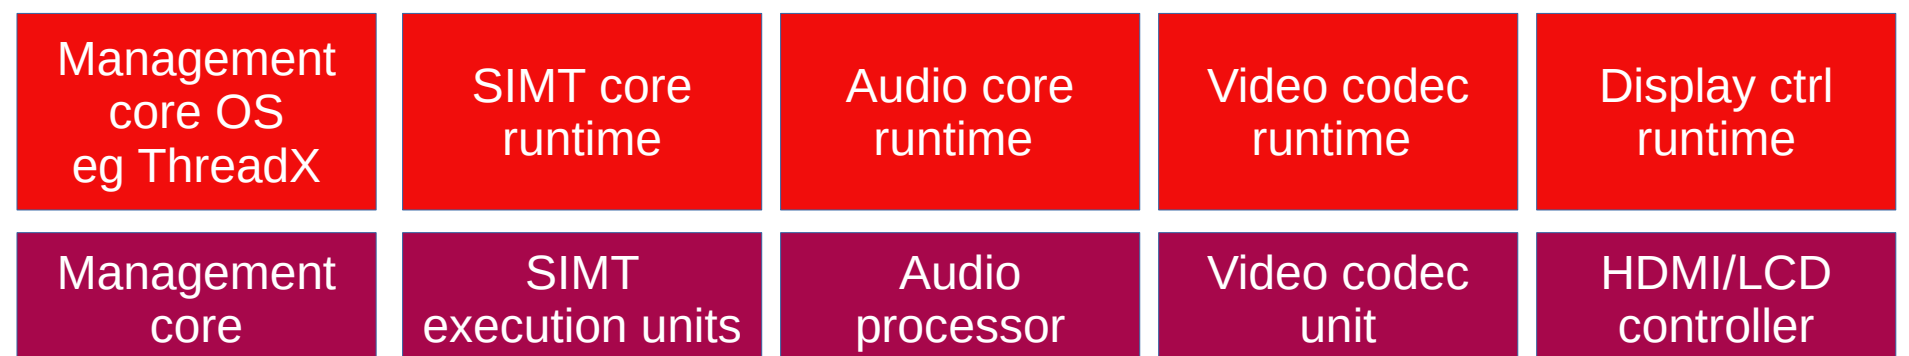 Management
core OS
eg ThreadX
SIMT core
runtime
Audio core
runtime
Video codec
runtime
Display ctrl
runtime
Management
core
SIMT
execution units
Audio
processor
Video codec
unit
HDMI/LCD
controller